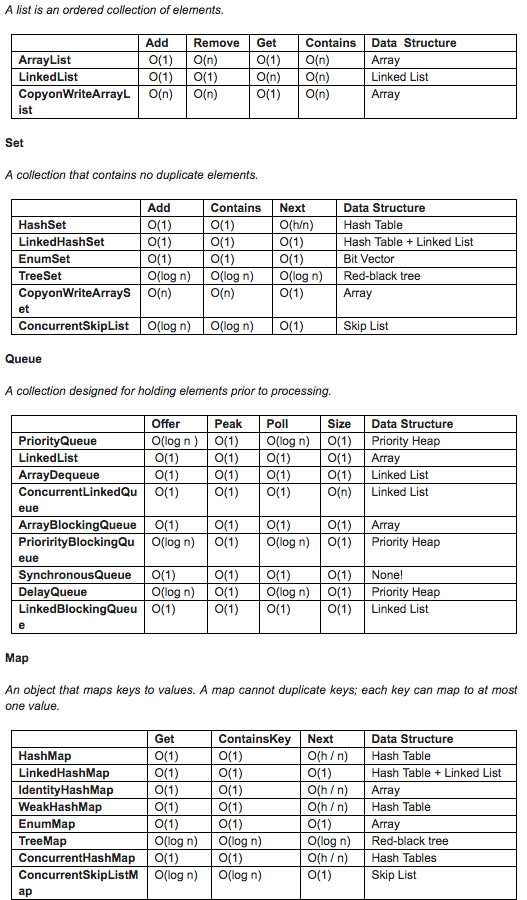 A list is an ordered collection of elements.
Add Remove Get Contains Data Structure
ArrayList O(1) O(n) O(1) O(n) Array
LinkedList O(1) O(1) O(n) O(n) Linked List
CopyonWriteArrayL O(n) O(n) O(1) O(n) Array
ist
Set
A collection that contains no duplicate elements.
Add Contains Next Data Structure
HashSet O(1) O(1) O(h/n) Hash Table
LinkedHashSet O(1) O(1) O(1) Hash Table + Linked List
EnumSet O(1) O(1) O(1) Bit Vector
TreeSet O(log n) O(log n) O(log n) Red-black tree
CopyonWriteArrayS O(n) O(n) O(1) Array
et
ConcurrentSkipList O(log n) O(log n) O(1) Skip List
Queue
A collection designed for holding elements prior to processing.
Offer Peak Poll Size Data Structure
PriorityQueue O(log n ) O(1) O(log n) O(1) Priority Heap
LinkedList O(1) O(1) O(1) O(1) Array
ArrayDequeue O(1) O(1) O(1) O(1) Linked List
ConcurrentLinkedQu O(1) O(1) O(1) O(n) Linked List
eue
ArrayBlockingQueue O(1) O(1) O(1) O(1) Array
PriorirityBlockingQu O(log n) O(1) O(log n) O(1) Priority Heap
eue
SynchronousQueue O(1) O(1) O(1) O(1) None!
DelayQueue O(log n) O(1) O(log n) O(1) Priority Heap
LinkedBlockingQueu O(1) O(1) O(1) O(1) Linked List
e
Map
An object that maps keys to values. A map cannot duplicate keys; each key can map to at most
one value.
Get ContainsKey Next Data Structure
HashMap O(1) O(1) O(h / n) Hash Table
LinkedHashMap O(1) O(1) O(1) Hash Table + Linked List
IdentityHashMap O(1) O(1) O(h / n) Array
WeakHashMap O(1) O(1) O(h / n) Hash Table
EnumMap O(1) O(1) O(1) Array
TreeMap O(log n) O(log n) O(log n) Red-black tree
ConcurrentHashMap O(1) O(1) O(h / n) Hash Tables
ConcurrentSkipListM O(log n) O(log n) O(1) Skip List
ap